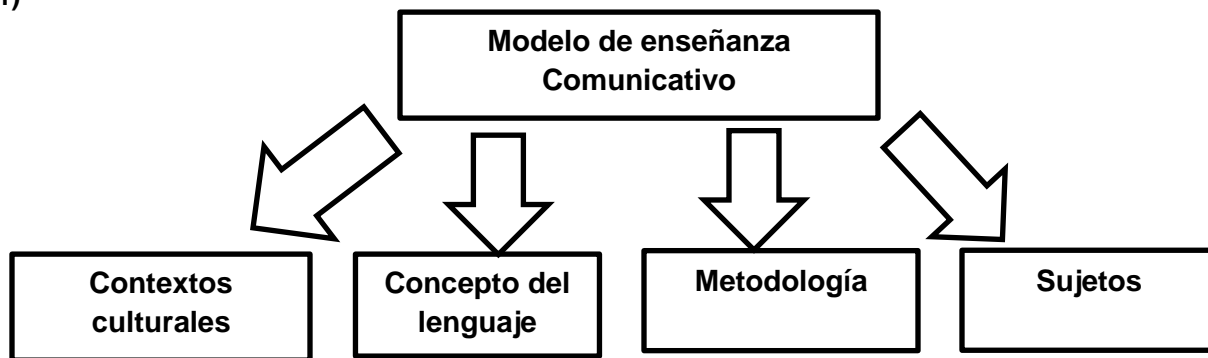 Modelo de enseñanza
Comunicativo
Contextos
culturales
Concepto del
lenguaje
Metodología
Sujetos